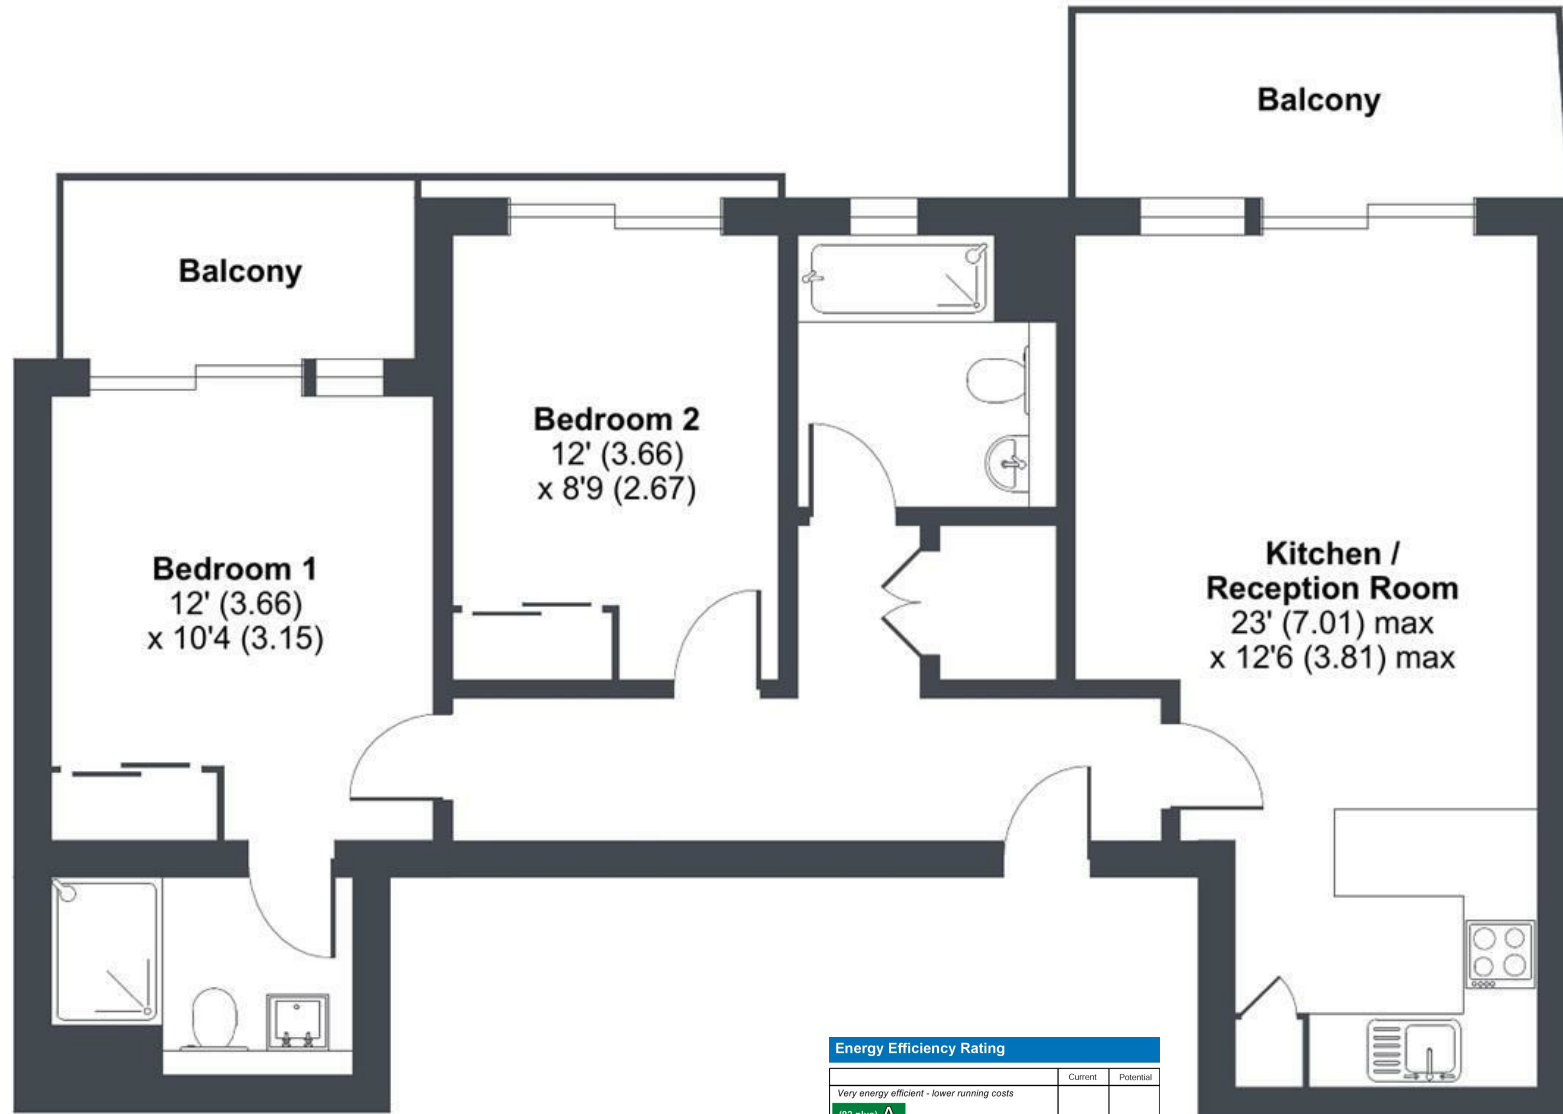 Balcony
Balcony
Bedroom 2
12' (3.66)
x 8'9 (2.67)
Bedroom 1
12' (3.66)
x 10'4 (3.15)
Kitchen /
Reception Room
23' (7.01) max
x 12'6 (3.81) max
Energy Efficiency Rating
Current Potential
Very energy efficient - lower running costs